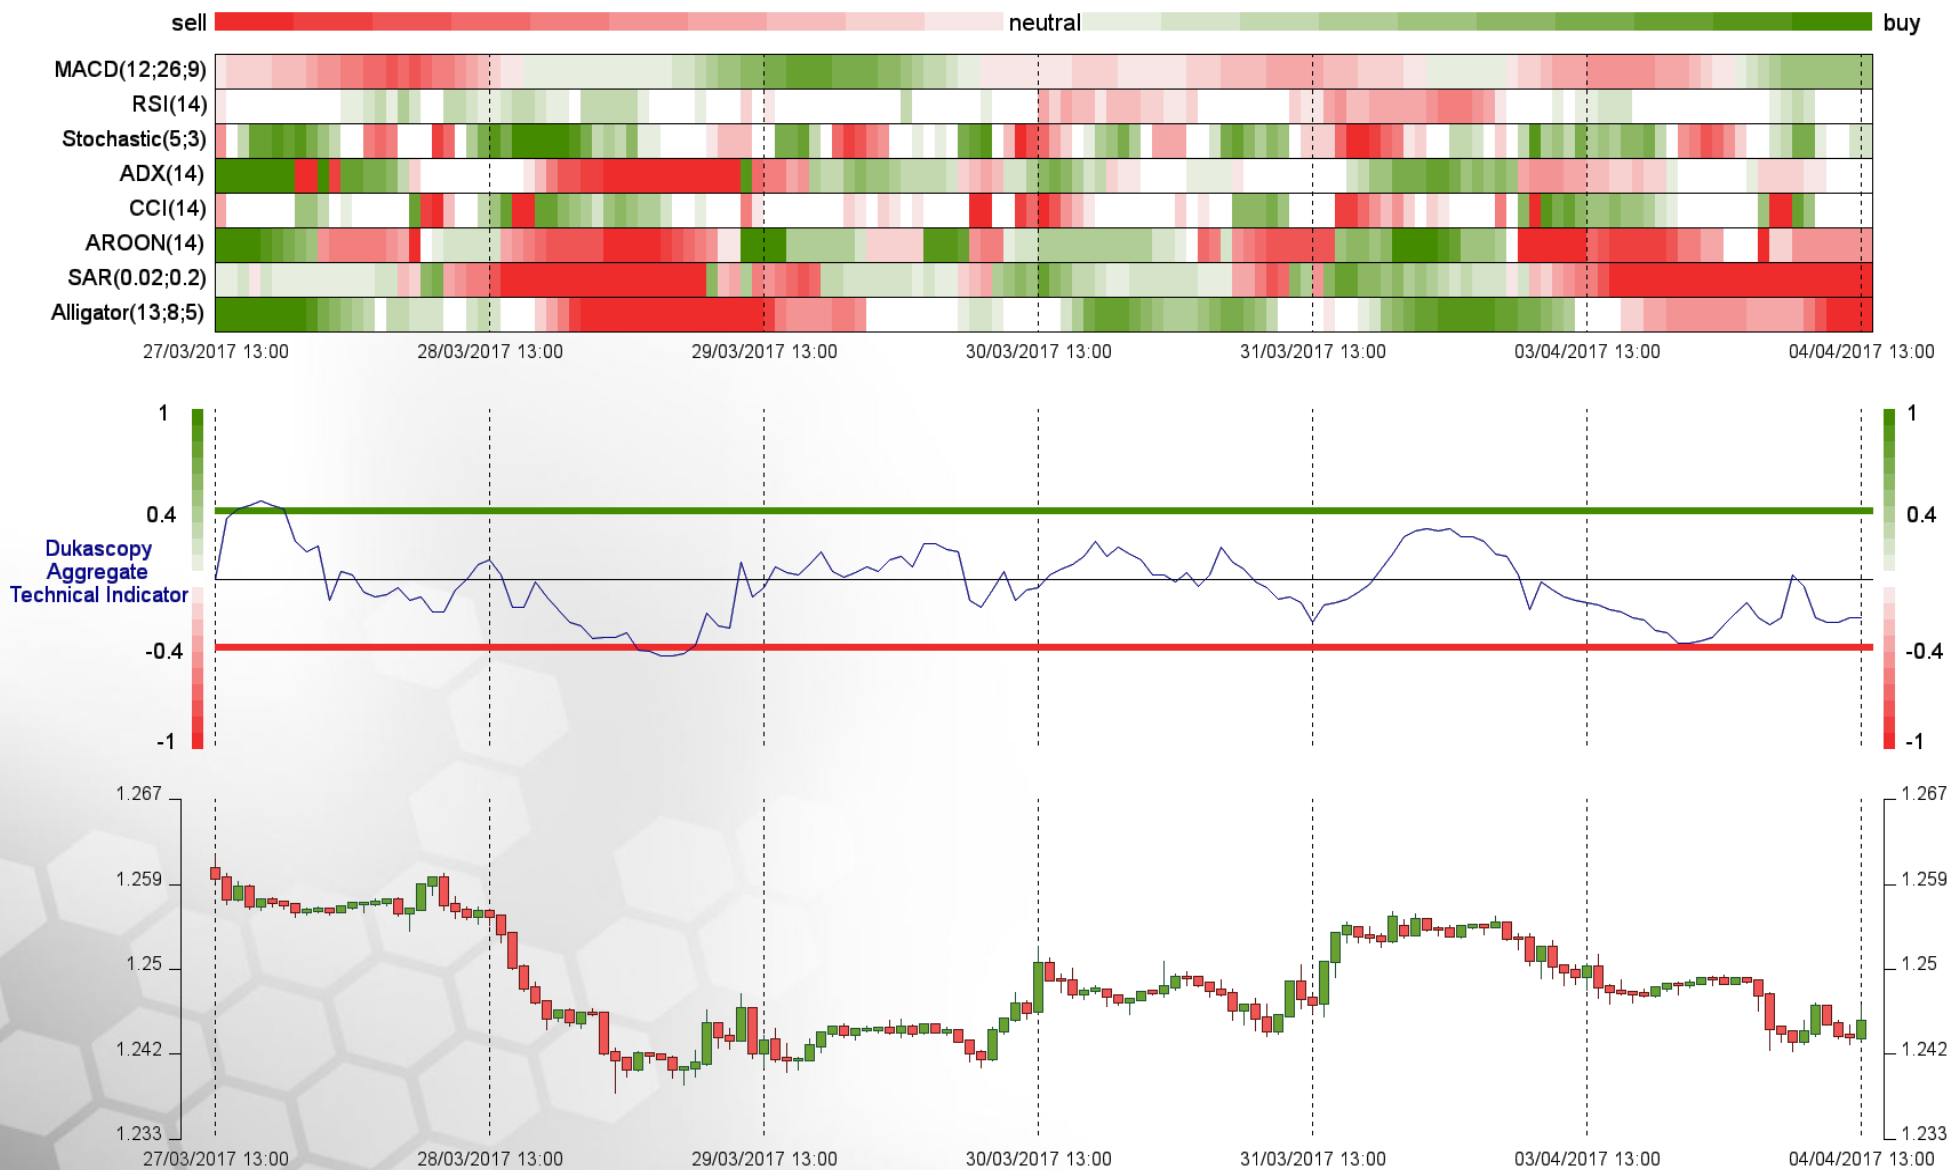 sell neutral buy
MACD(12;26;9)
RSI(14)
Stochastic(5;3)
ADX(14)
CCI(14)
AROON(14)
SAR(0.02;0.2)
Alligator(13;8;5)
27/03/2017 13:00 28/03/2017 13:00 29/03/2017 13:00 30/03/2017 13:00 31/03/2017 13:00 03/04/2017 13:00 04/04/2017 13:00
1 1
0.4 0.4
Dukascopy
Aggregate
Technical Indicator
-0.4 -0.4
-1 -1
1.267 1.267
1.259 1.259
1.25 1.25
1.242 1.242
1.233 1.233
27/03/2017 13:00 28/03/2017 13:00 29/03/2017 13:00 30/03/2017 13:00 31/03/2017 13:00 03/04/2017 13:00 04/04/2017 13:00